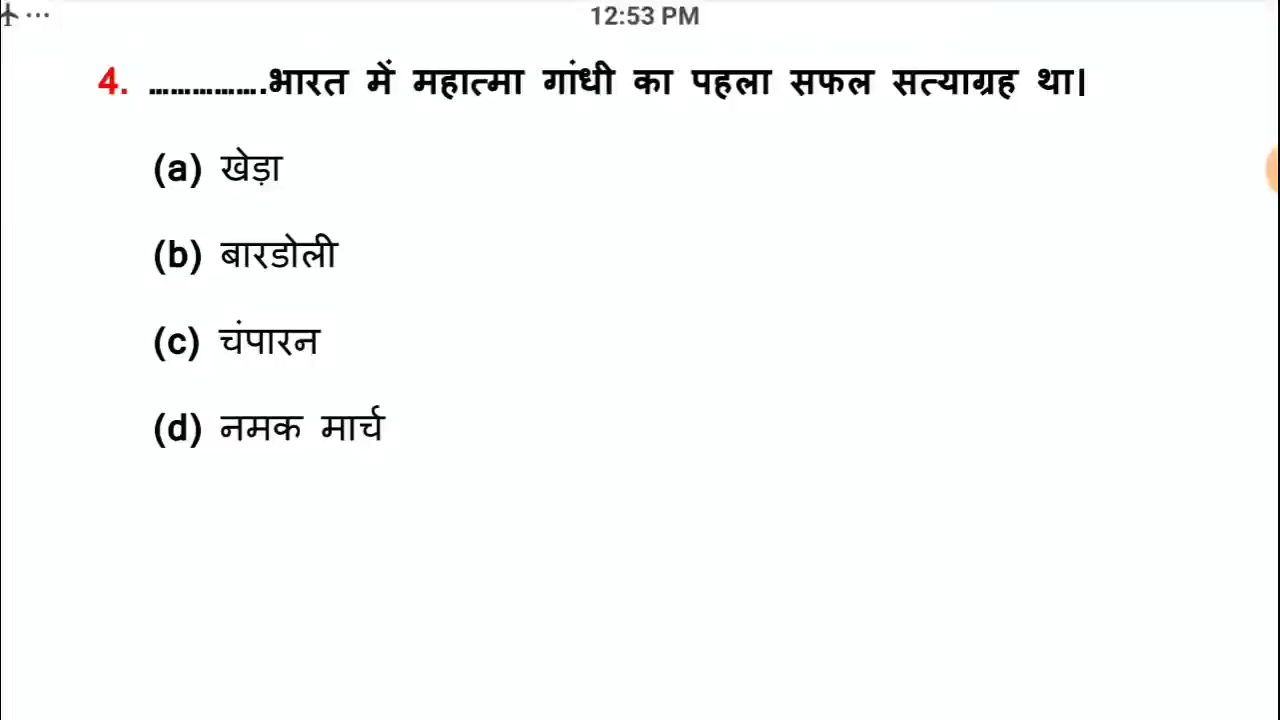 12:53 PM
4. ................भारत में महात्मा गांधी का पहला सफल सत्याग्रह था।
(a) खेड़ा
(b) बारडोली
(c) चंपारन
(d) नमक मार्च